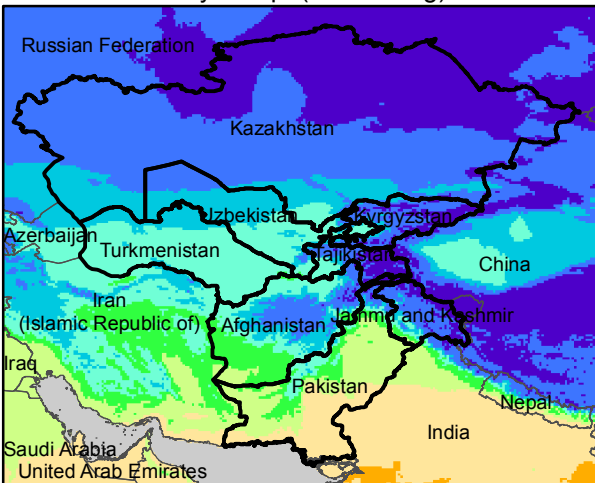 Russian Federation
Kazakhstan
Izbekistan
Kyrgyzstan
Azerbaijan
Turkmenistan
Tajikistan
China
Iran
(Islamic Republic of)
Afghanistan
Jammu and Kashmir
Iraq
Pakistan
Nepal
India
Saudi Arabia
United Arab Emirates